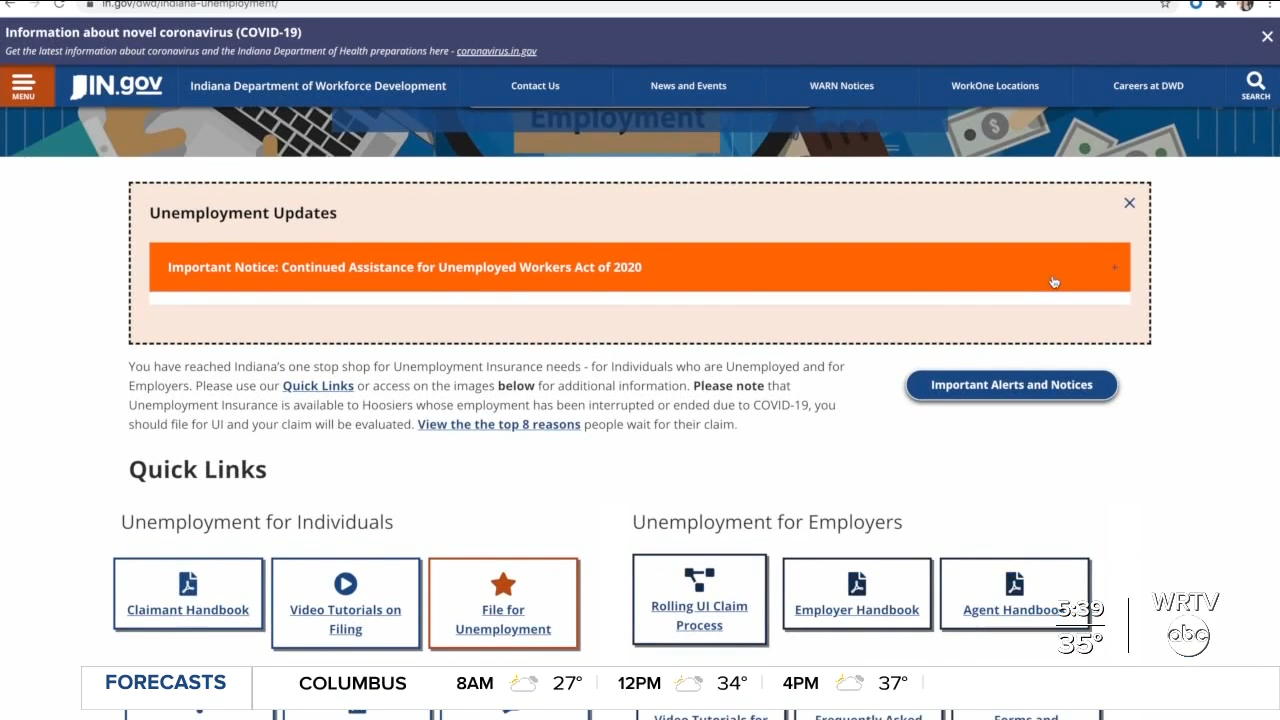 in.gov/dwd/indiana-unemployment/
Information about novel coronavirus (COVID-19)
Get the latest information about coronavirus and the Indiana Department of Health preparations here - coronavirus.in.gov
MENU
IN.gov
Indiana Department of Workforce Development
Contact Us
News and Events
WARN Notices
WorkOne Locations
Careers at DWD
SEARCH
Employment
Unemployment Updates
Important Notice: Continued Assistance for Unemployed Workers Act of 2020
+
You have reached Indiana's one stop shop for Unemployment Insurance needs - for Individuals who are Unemployed and for
Employers. Please use our Quick Links or access on the images below for additional information. Please note that
Unemployment Insurance is available to Hoosiers whose employment has been interrupted or ended due to COVID-19, you
should file for UI and your claim will be evaluated. View the the top 8 reasons people wait for their claim.
Important Alerts and Notices
Quick Links
Unemployment for Individuals
Unemployment for Employers
Claimant Handbook
Video Tutorials on
Filing
File for
Unemployment
Rolling UI Claim
Process
Employer Handbook
Agent Handboo
5:39
35°
WRTV
abc
FORECASTS
COLUMBUS
8AM
27°
12PM
34°
4PM
37°
Video Tutorials for
Frequently Asked
Forms and